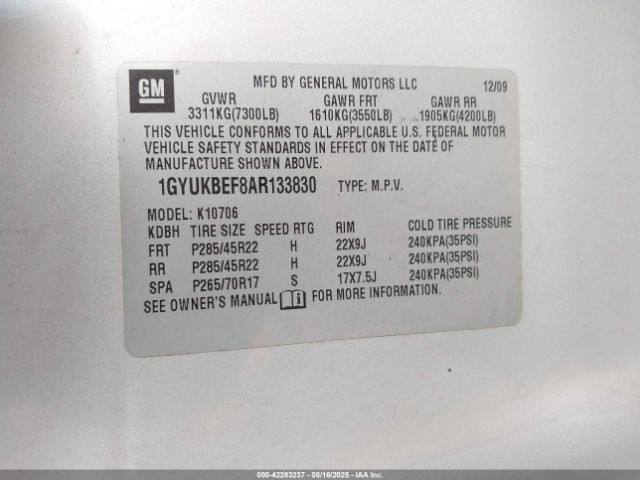 GM
MFD BY GENERAL MOTORS LLC 12/09
GVWR GAWR FRT GAWR RR
3311KG(7300LB) 1610KG(3550LB) 1905KG(4200LB)
THIS VEHICLE CONFORMS TO ALL APPLICABLE U.S. FEDERAL MOTOR
VEHICLE SAFETY STANDARDS IN EFFECT ON THE DATE OF
MANUFACTURE SHOWN ABOVE.
1GYUKBEF8AR133830 TYPE: M.P.V.
MODEL: K10706
KDBH TIRE SIZE SPEED RTG RIM COLD TIRE PRESSURE
FRT P285/45R22 H 22X9J 240KPA(35PSI)
RR P285/45R22 H 22X9J 240KPA(35PSI)
SPA P265/70R17 S 17X7.5J 240KPA(35PSI)
SEE OWNER'S MANUAL i FOR MORE INFORMATION.
000-42283237 - 05/16/2025 - IAA Inc.